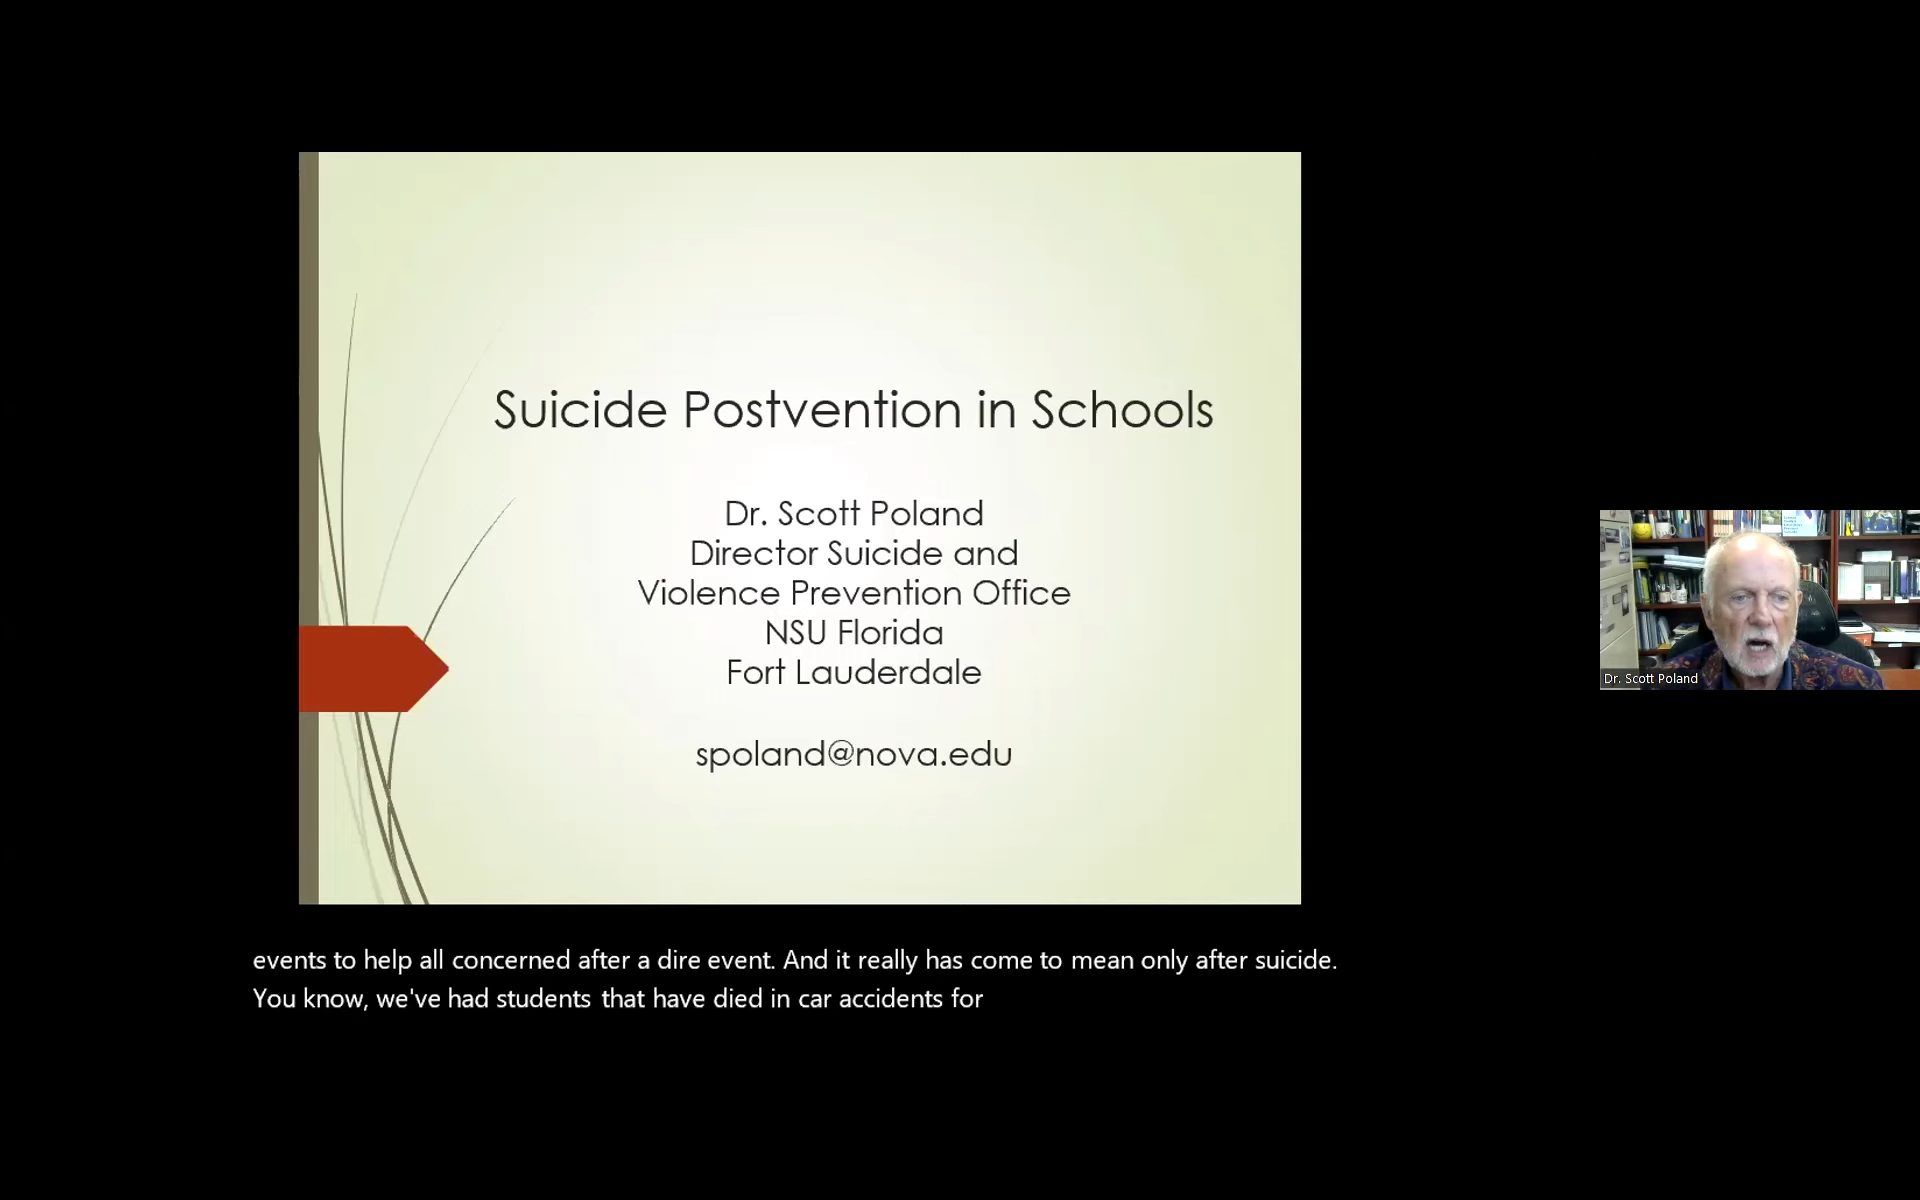 Suicide Postvention in Schools
Dr. Scott Poland
Director Suicide and
Violence Prevention Office
NSU Florida
Fort Lauderdale
spoland@nova.edu
Dr. Scott Poland
events to help all concerned after a dire event. And it really has come to mean only after suicide.
You know, we've had students that have died in car accidents for